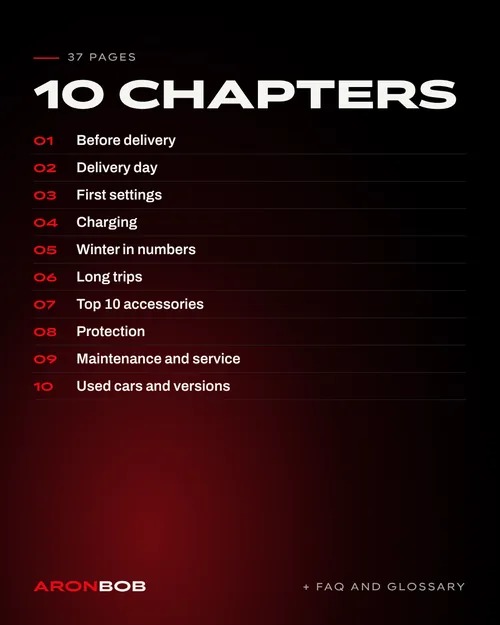 37 PAGES
10 CHAPTERS
01 Before delivery
02 Delivery day
03 First settings
04 Charging
05 Winter in numbers
06 Long trips
07 Top 10 accessories
08 Protection
09 Maintenance and service
10 Used cars and versions
ARONBOB + FAQ AND GLOSSARY